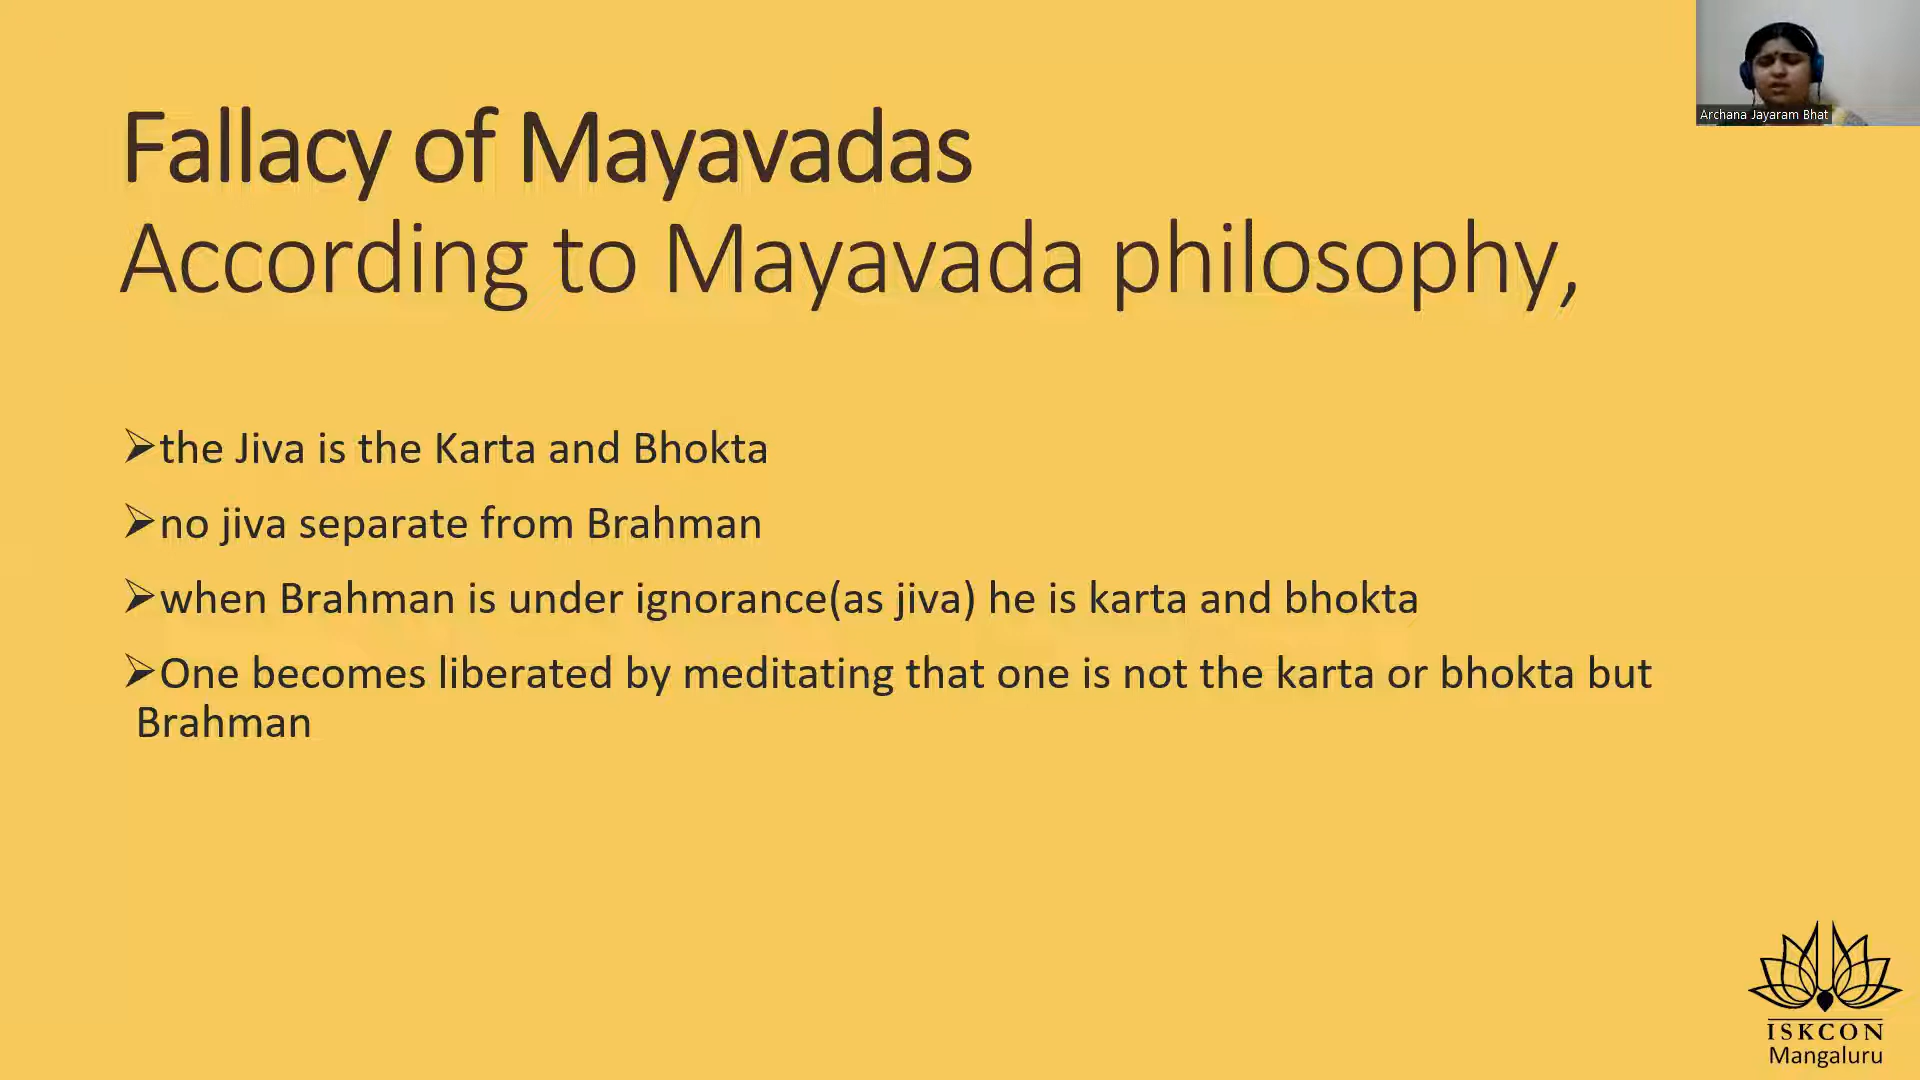 Archana Jayaram Bhat
Fallacy of Mayavadas
According to Mayavada philosophy,
➢the Jiva is the Karta and Bhokta
➢no jiva separate from Brahman
➢when Brahman is under ignorance(as jiva) he is karta and bhokta
➢One becomes liberated by meditating that one is not the karta or bhokta but
Brahman
ISKCON
Mangaluru